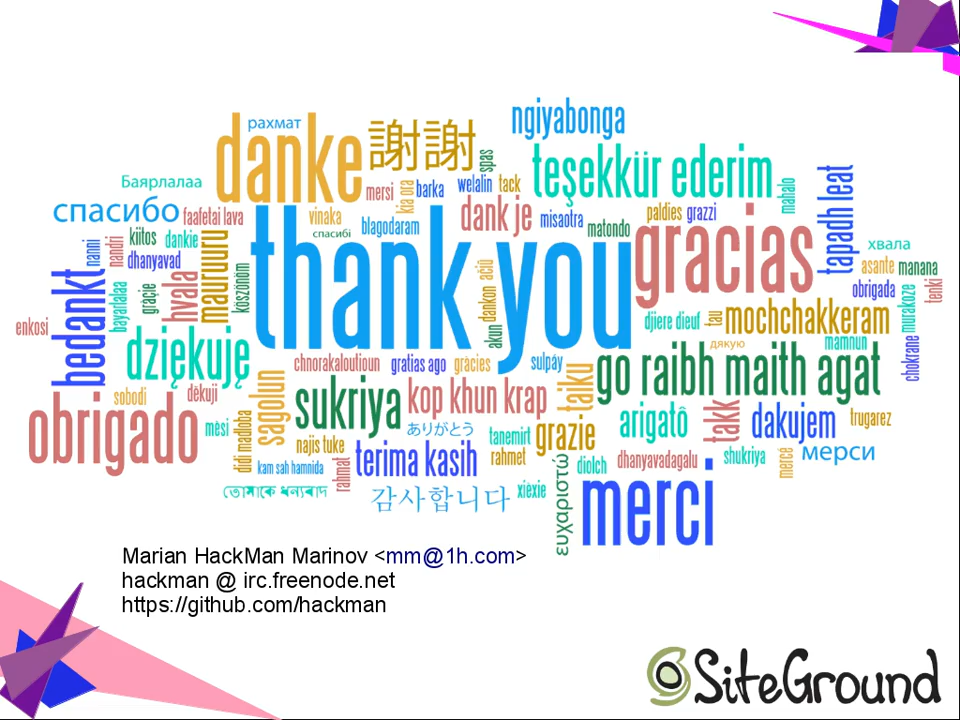 ngiyabonga
рахмат
danke
謝謝
spas
teşekkür ederim
Баярлалаа
mersi
kia ora
barka
welalin
tack
mahalo
tapadh leat
спасибо
faafetai lava
vinaka
blagodaram
dank je
misaotra
matondo
paldies
grazzi
спасибі
kiitos
dankie
mauruuru
thank you
gracias
хвала
nanni
nandri
dhanyavad
köszönöm
asante
manana
bedankt
hvala
dankon
aciū
obrigada
tenki
bayarlalaa
grącie
murakoze
enkosi
djiere dieuf
tau
mochchakkeram
akun
dziękuję
chnorakaloutioun
gratias ago
gràcies
sulpáy
дякую
mamnun
chokrane
go raibh maith agat
sobodi
děkuji
sagolun
sukriya
kop khun krap
taiku
obrigado
mèsi
didi madloba
ありがとう
tanemirt
grazie
arigatô
takk
dakujem
trugarez
najis tuke
kam sah hamnida
rahmat
terima kasih
rahmet
diolch
dhanyavadagalu
shukriya
mercé
мерси
তোমাকে ধন্যবাদ
감사합니다
xièxie
ευχαριστώ
merci
Marian HackMan Marinov <mm@1h.com>
hackman @ irc.freenode.net
https://github.com/hackman
SiteGround